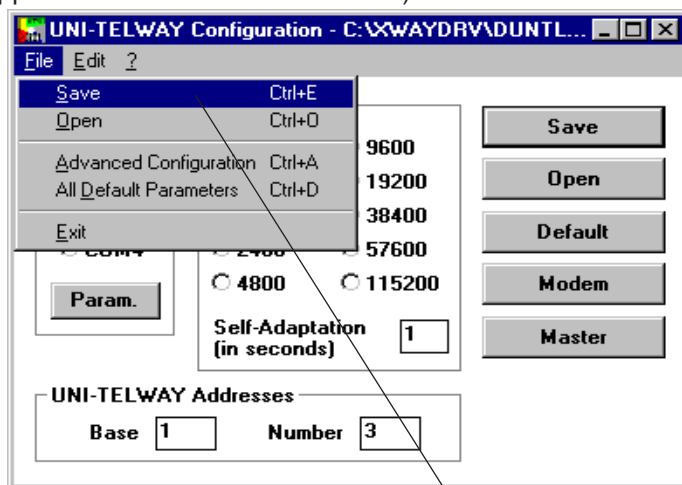 UNI-TELWAY Configuration - C:\XWAYDRV\DUNTL...
File Edit ?
Save Ctrl+E
Open Ctrl+O
Advanced Configuration Ctrl+A
All Default Parameters Ctrl+D
Exit
9600
19200
38400
57600
4800
115200
Param.
Self-Adaptation
(in seconds)
1
Save
Open
Default
Modem
Master
UNI-TELWAY Addresses
Base 1 Number 3